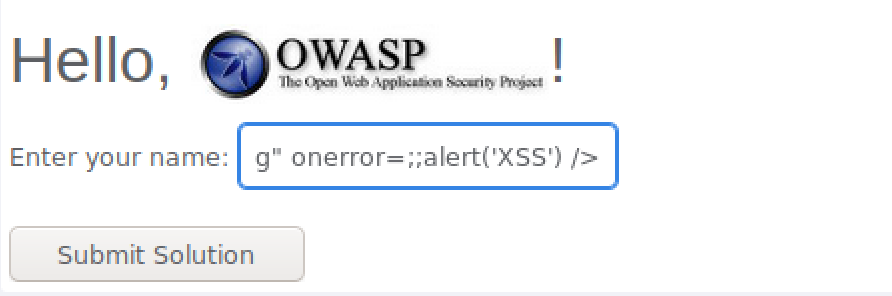 Hello, OWASP !
The Open Web Application Security Project
Enter your name: g" onerror=;;alert('XSS') />
Submit Solution